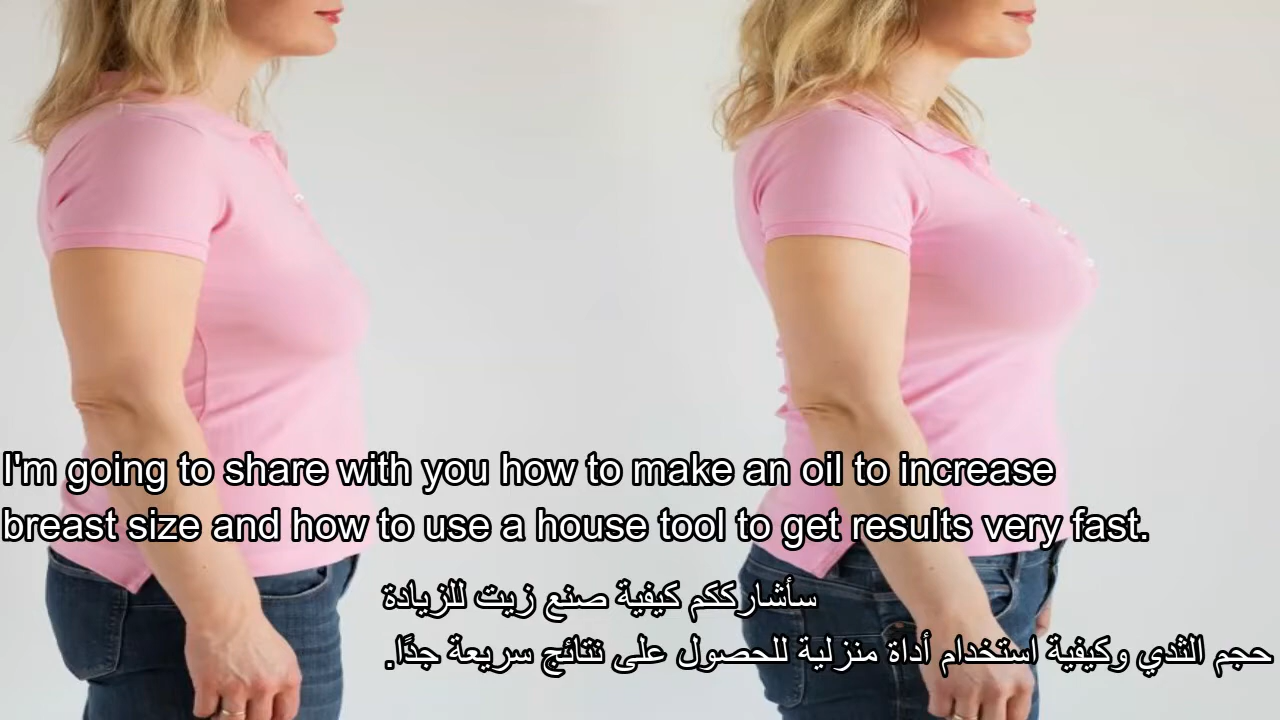 I'm going to share with you how to make an oil to increase
breast size and how to use a house tool to get results very fast.
سأشارككم كيفية صنع زيت للزيادة
حجم الثدي وكيفية استخدام أداة منزلية للحصول على نتائج سريعة جدًا.